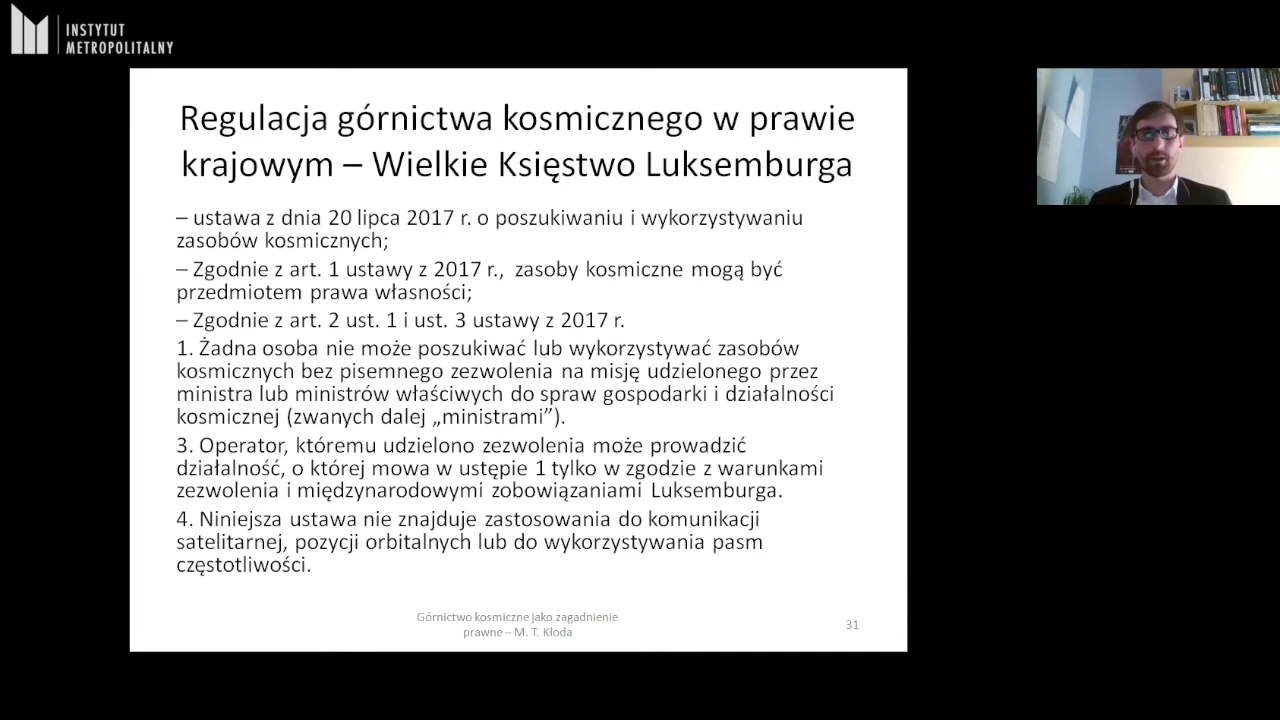 INSTYTUT
METROPOLITALNY
Regulacja górnictwa kosmicznego w prawie
krajowym – Wielkie Księstwo Luksemburga
– ustawa z dnia 20 lipca 2017 r. o poszukiwaniu i wykorzystywaniu
zasobów kosmicznych;
– Zgodnie z art. 1 ustawy z 2017 r., zasoby kosmiczne mogą być
przedmiotem prawa własności;
– Zgodnie z art. 2 ust. 1 i ust. 3 ustawy z 2017 r.
1. Żadna osoba nie może poszukiwać lub wykorzystywać zasobów
kosmicznych bez pisemnego zezwolenia na misję udzielonego przez
ministra lub ministrów właściwych do spraw gospodarki i działalności
kosmicznej (zwanych dalej „ministrami”).
3. Operator, któremu udzielono zezwolenia może prowadzić
działalność, o której mowa w ustępie 1 tylko w zgodzie z warunkami
zezwolenia i międzynarodowymi zobowiązaniami Luksemburga.
4. Niniejsza ustawa nie znajduje zastosowania do komunikacji
satelitarnej, pozycji orbitalnych lub do wykorzystywania pasm
częstotliwości.
Górnictwo kosmiczne jako zagadnienie
prawne – M. T. Kłoda
31